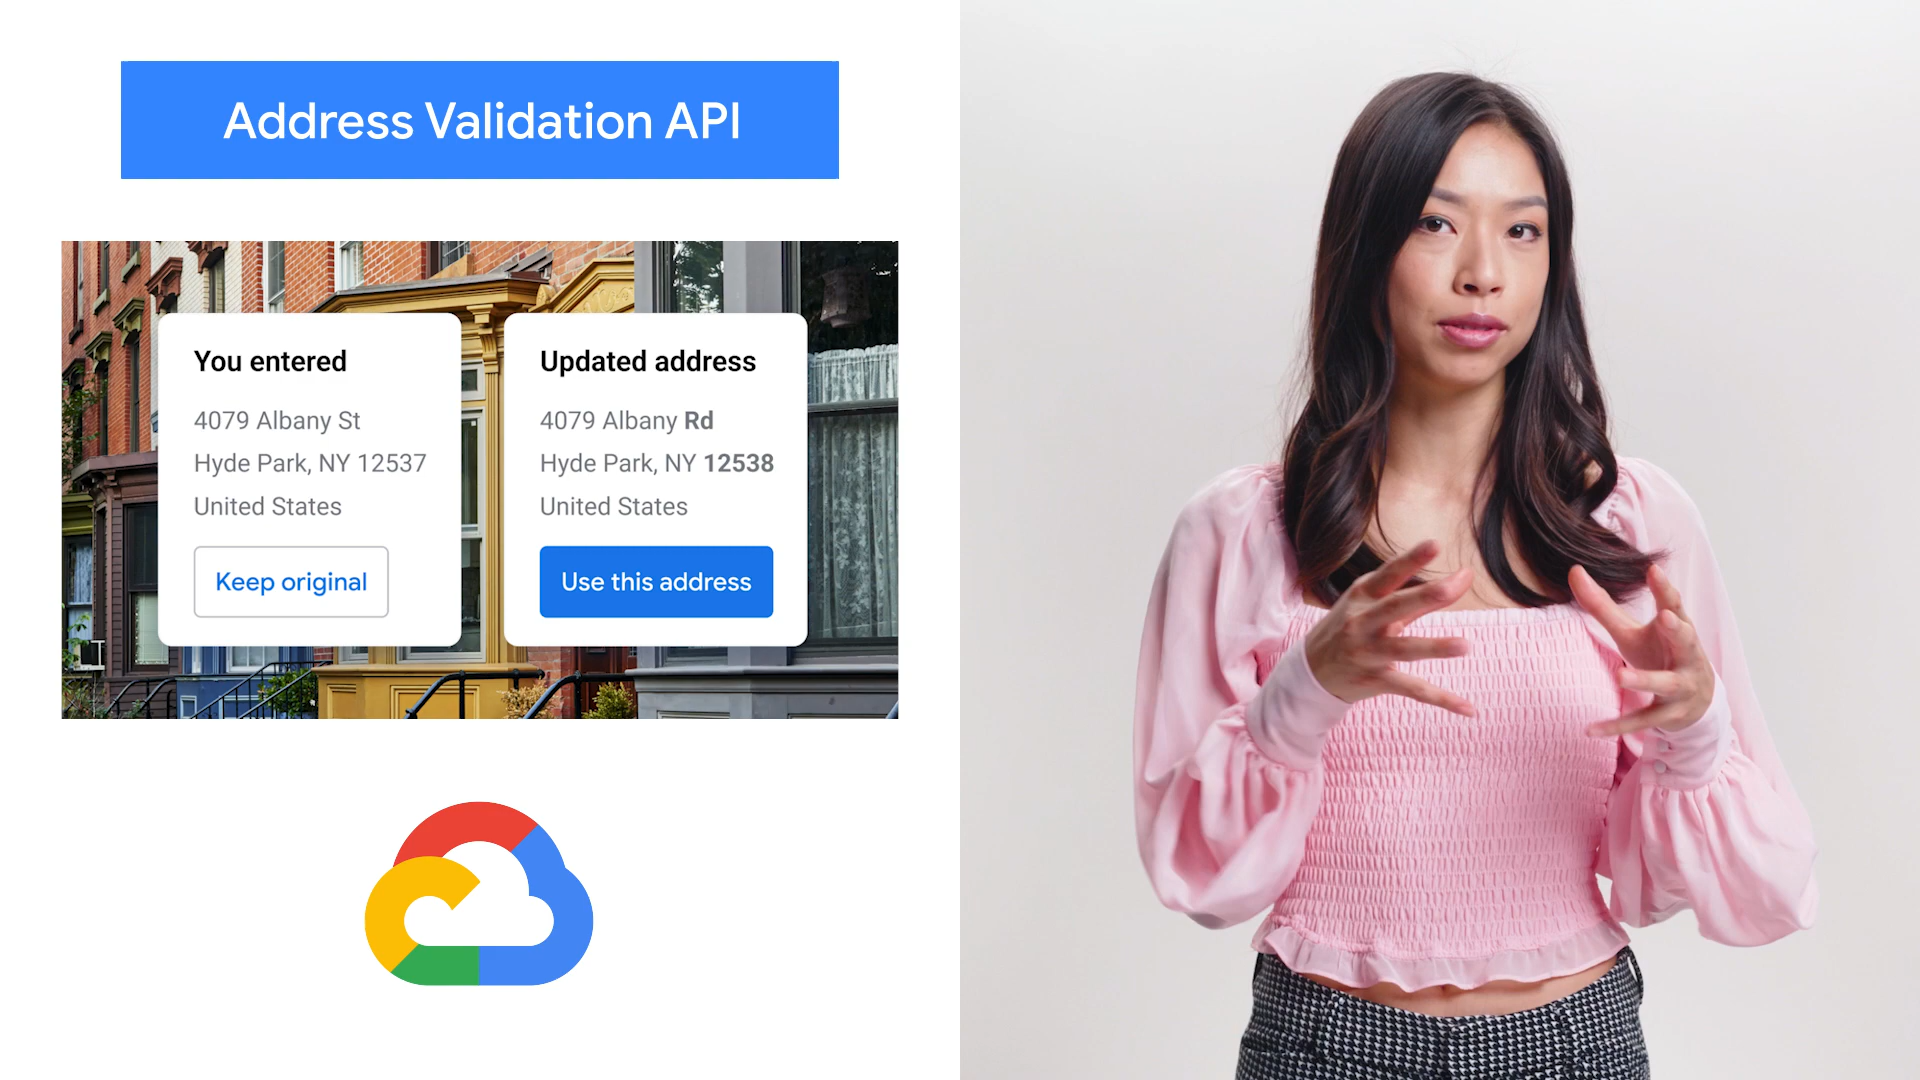 Address Validation API
You entered
4079 Albany St
Hyde Park, NY 12537
United States
Keep original
Updated address
4079 Albany Rd
Hyde Park, NY 12538
United States
Use this address